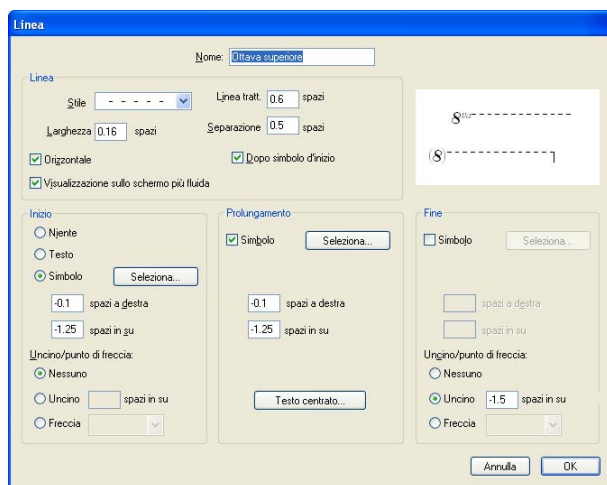 Linea
Nome: Ottava superiore
Linea
Stile
Linea tratt. 0.6 spazi
Larghezza 0.16 spazi
Separazione 0.5 spazi
Orizzontale
Dopo simbolo d'inizio
Visualizzazione sullo schermo più fluida
8va
(8)
Inizio
Niente
Testo
Simbolo Seleziona...
-0.1 spazi a destra
-1.25 spazi in su
Uncino/punto di freccia:
Nessuno
Uncino spazi in su
Freccia
Prolungamento
Simbolo Seleziona...
-0.1 spazi a destra
-1.25 spazi in su
Testo centrato...
Fine
Simbolo Seleziona...
spazi a destra
spazi in su
Uncino/punto di freccia:
Nessuno
Uncino -1.5 spazi in su
Freccia
Annulla OK